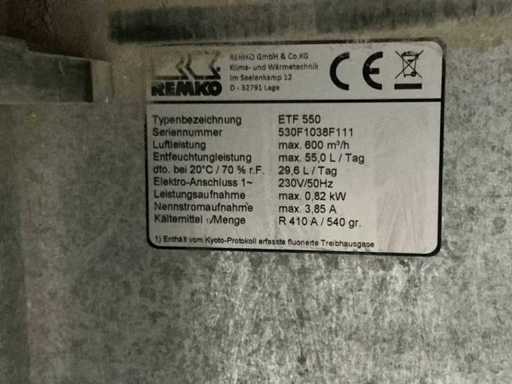 REMKO
REMKO GmbH & Co.KG
Klima- und Wärmetechnik
Im Seelenkamp 12
D - 32791 Lage
CE
Typenbezeichnung ETF 550
Seriennummer 530F1038F111
Luftleistung max. 600 m³/h
Entfeuchtungleistung max. 55,0 L / Tag
dto. bei 20°C / 70 % r.F. 29,6 L / Tag
Elektro-Anschluss 1~ 230V/50Hz
Leistungsaufnahme max. 0,82 kW
Nennstromaufnahme max. 3,85 A
Kältemittel 1)/Menge R 410 A / 540 gr.
1) Enthält vom Kyoto-Protokoll erfasste fluorierte Treibhausgase